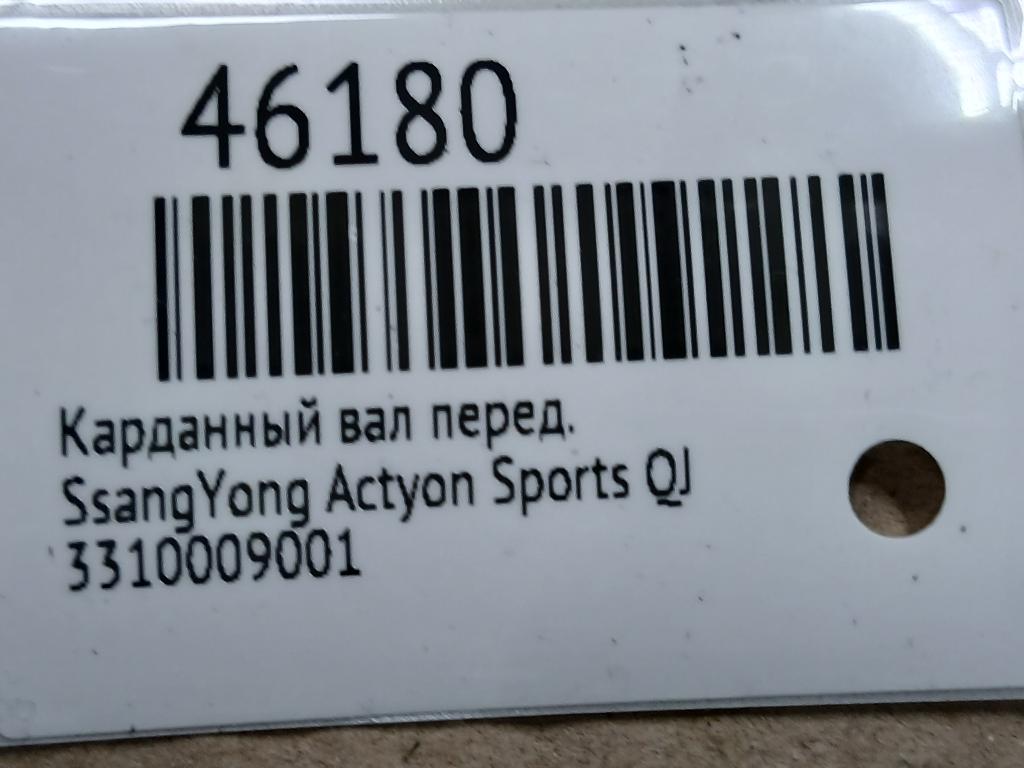 46180
Карданный вал перед.
SsangYong Actyon Sports QJ
3310009001